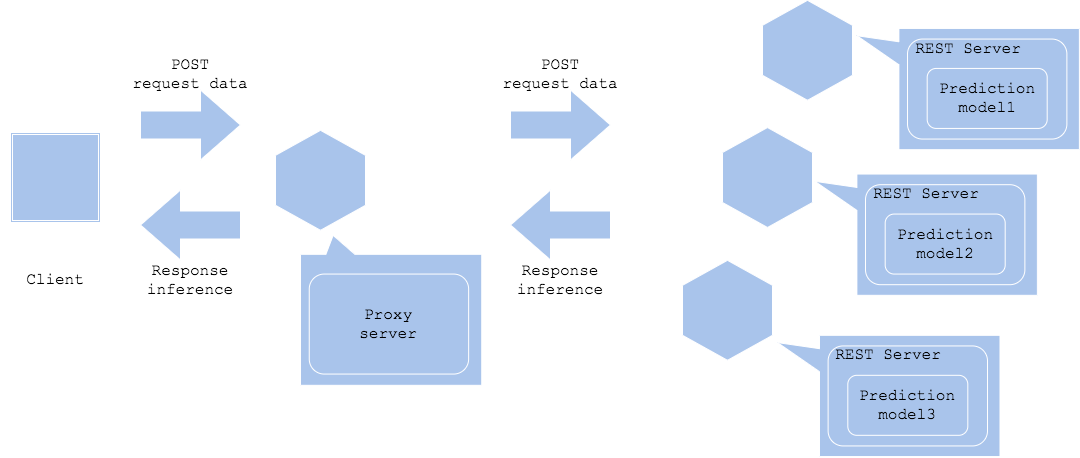 POST
request data
Response
inference
Client
Proxy
server
POST
request data
Response
inference
REST Server
Prediction
model1
REST Server
Prediction
model2
REST Server
Prediction
model3